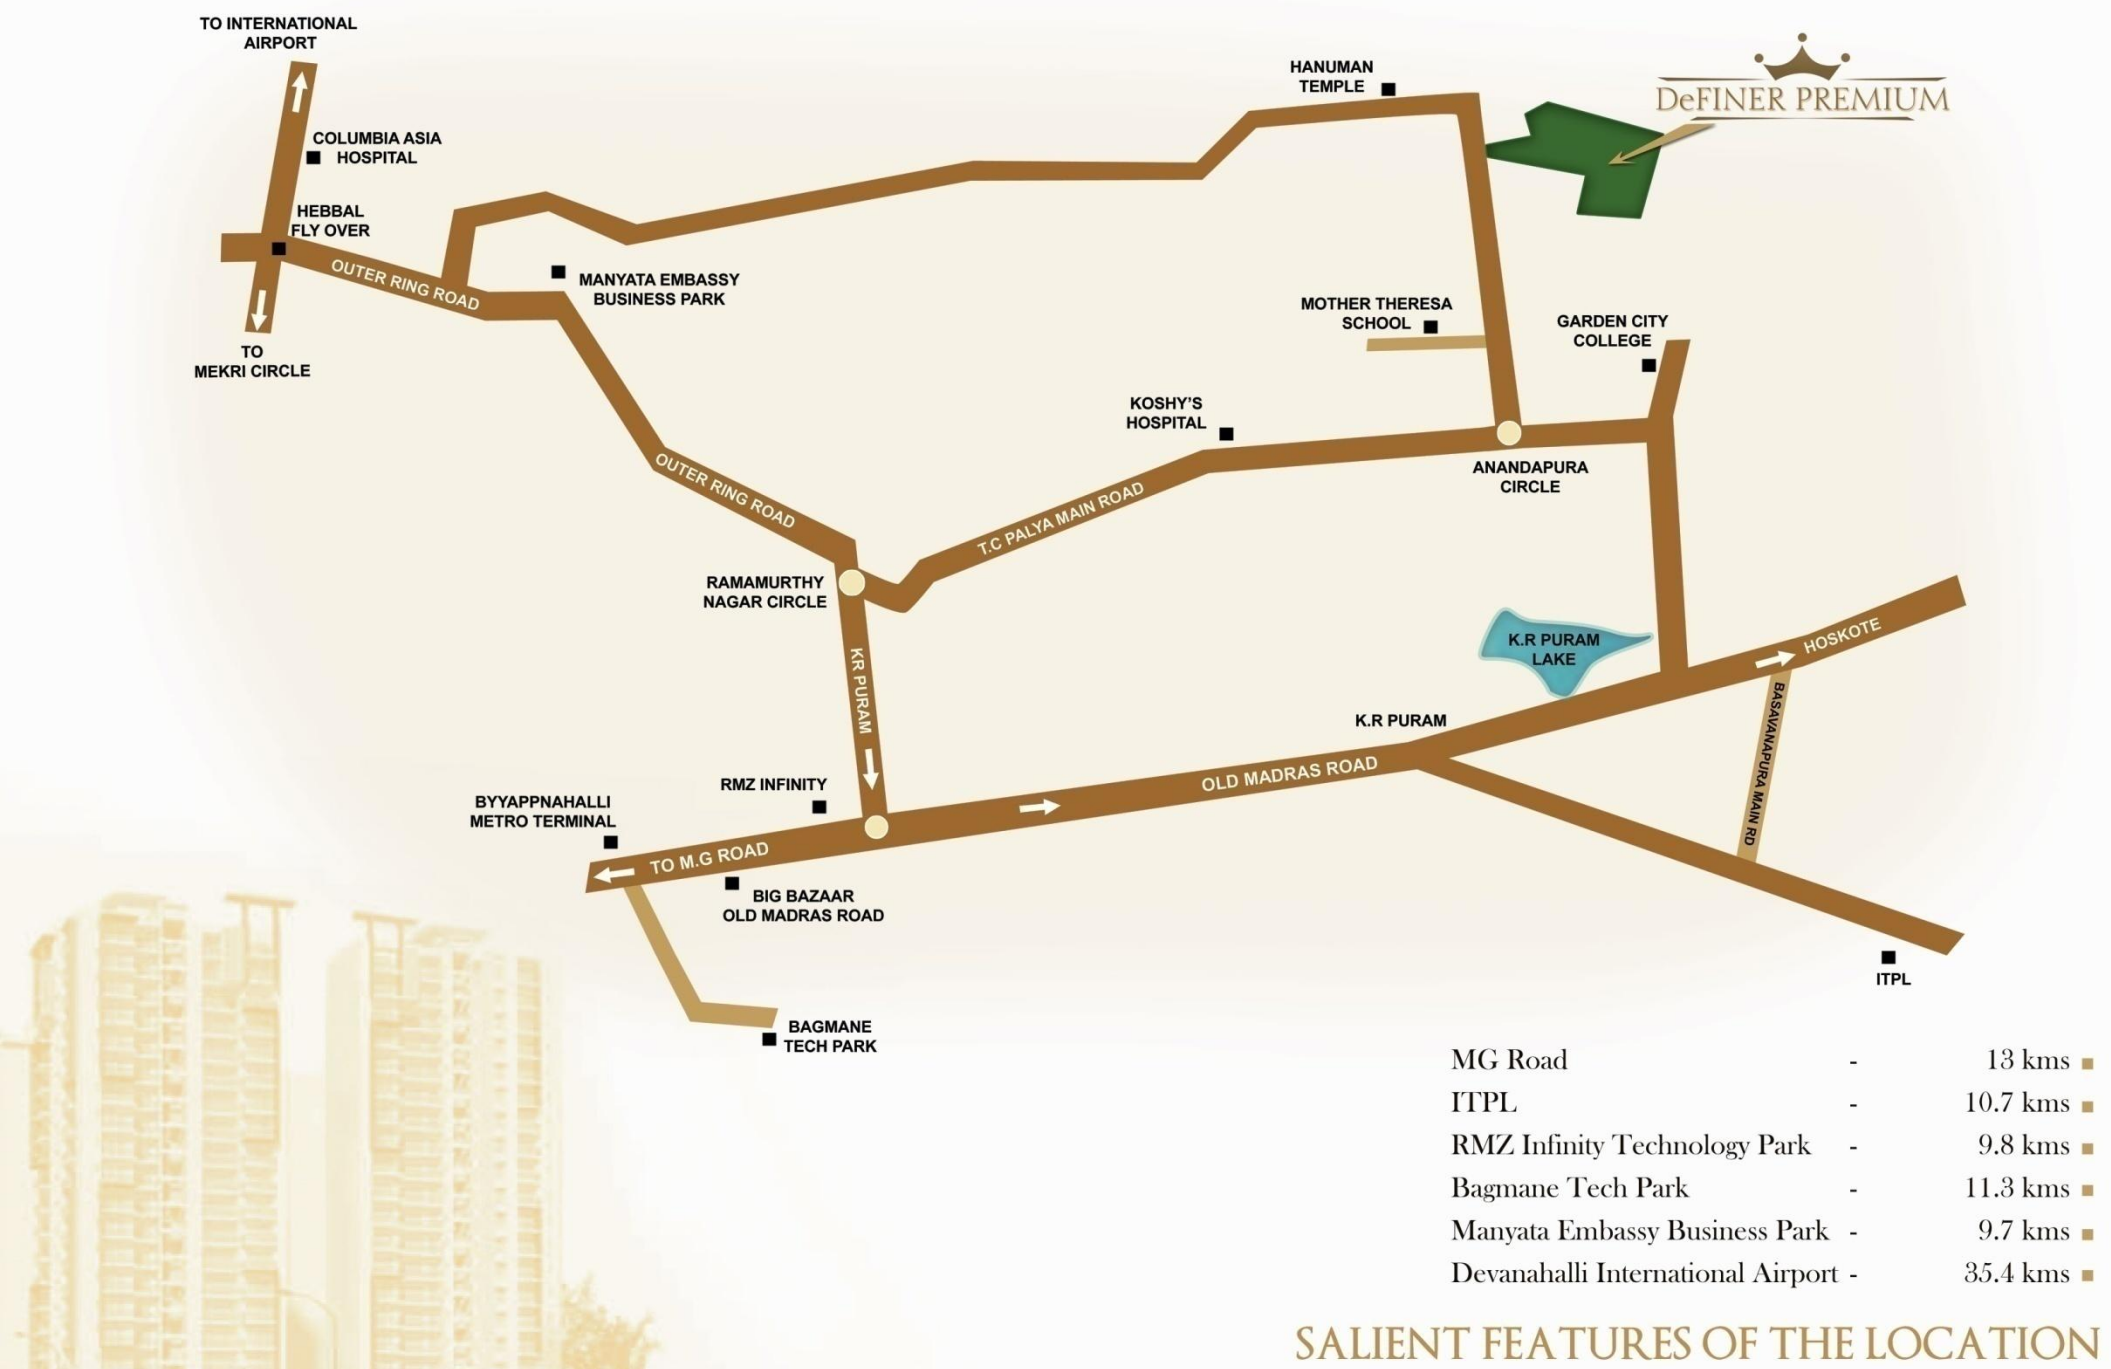 TO INTERNATIONAL
AIRPORT
COLUMBIA ASIA
HOSPITAL
HEBBAL
FLY OVER
OUTER RING ROAD
TO
MEKRI CIRCLE
MANYATA EMBASSY
BUSINESS PARK
HANUMAN
TEMPLE
DeFINER PREMIUM
MOTHER THERESA
SCHOOL
GARDEN CITY
COLLEGE
KOSHY'S
HOSPITAL
ANANDAPURA
CIRCLE
OUTER RING ROAD
T.C PALYA MAIN ROAD
RAMAMURTHY
NAGAR CIRCLE
KR PURAM
K.R PURAM
LAKE
HOSKOTE
BASAVANAPURA MAIN RD
K.R PURAM
OLD MADRAS ROAD
RMZ INFINITY
BYYAPPNAHALLI
METRO TERMINAL
TO M.G ROAD
BIG BAZAAR
OLD MADRAS ROAD
ITPL
BAGMANE
TECH PARK
MG Road - 13 kms
ITPL - 10.7 kms
RMZ Infinity Technology Park - 9.8 kms
Bagmane Tech Park - 11.3 kms
Manyata Embassy Business Park - 9.7 kms
Devanahalli International Airport - 35.4 kms
SALIENT FEATURES OF THE LOCATION